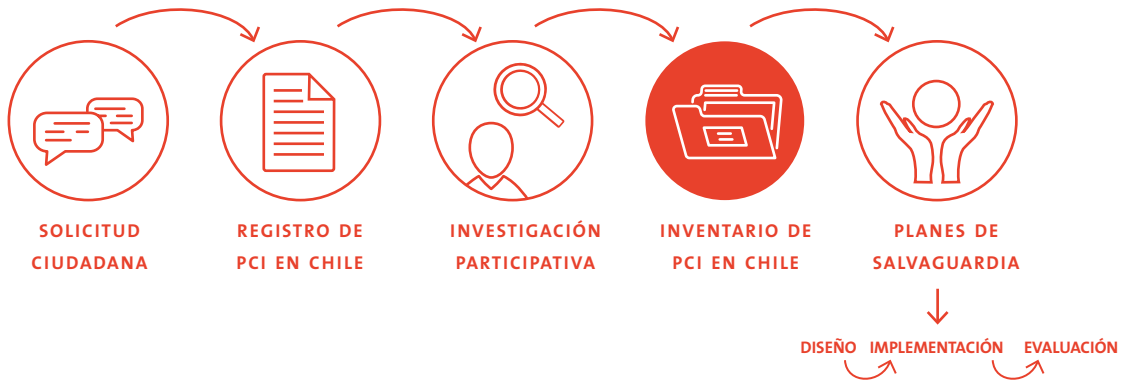 SOLICITUD
CIUDADANA
REGISTRO DE
PCI EN CHILE
INVESTIGACIÓN
PARTICIPATIVA
INVENTARIO DE
PCI EN CHILE
PLANES DE
SALVAGUARDIA
DISEÑO IMPLEMENTACIÓN EVALUACIÓN